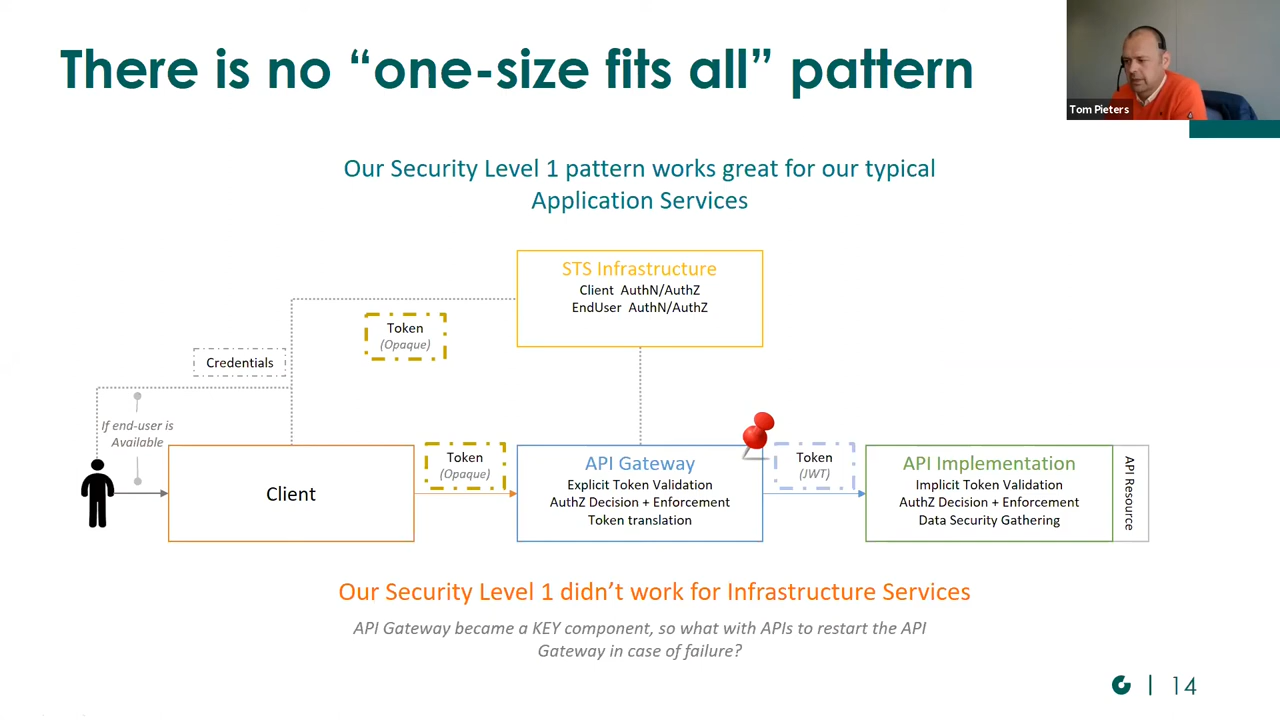 There is no “one-size fits all” pattern
Tom Pieters
Our Security Level 1 pattern works great for our typical
Application Services
STS Infrastructure
Client AuthN/AuthZ
EndUser AuthN/AuthZ
Token
(Opaque)
Credentials
If end-user is
Available
Client
Token
(Opaque)
API Gateway
Explicit Token Validation
AuthZ Decision + Enforcement
Token translation
Token
(JWT)
API Implementation
Implicit Token Validation
AuthZ Decision + Enforcement
Data Security Gathering
API Resource
Our Security Level 1 didn’t work for Infrastructure Services
API Gateway became a KEY component, so what with APIs to restart the API
Gateway in case of failure?
14